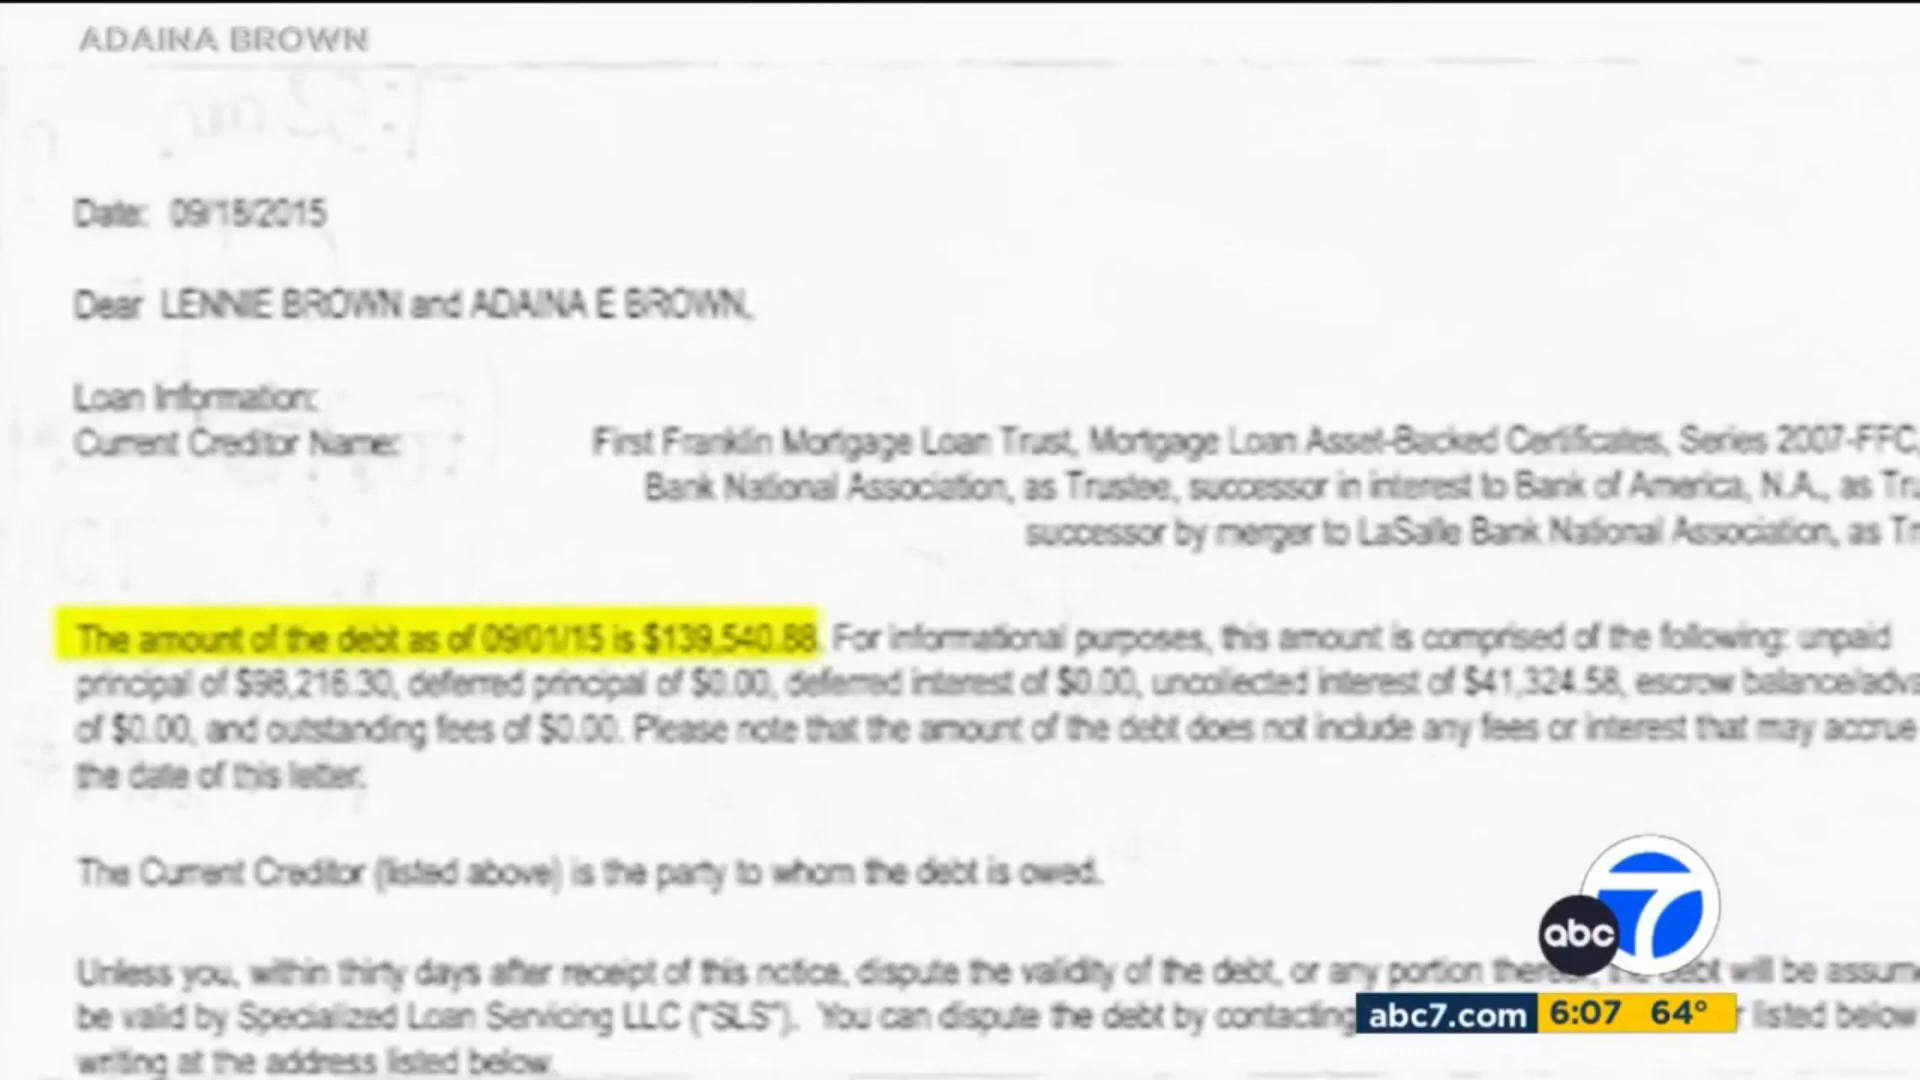 ADAINA BROWN
Date: 09/18/2015
Dear LENNIE BROWN and ADAINA E BROWN,
Loan Information:
Current Creditor Name: First Franklin Mortgage Loan Trust, Mortgage Loan Asset-Backed Certificates, Series 2007-FFC,
Bank National Association, as Trustee, successor in interest to Bank of America, N.A., as Tru
successor by merger to LaSalle Bank National Association, as Tr
The amount of the debt as of 09/01/15 is $139,540.88. For informational purposes, this amount is comprised of the following: unpaid
principal of $98,216.30, deferred principal of $0.00, deferred interest of $0.00, uncollected interest of $41,324.58, escrow balance/adva
of $0.00, and outstanding fees of $0.00. Please note that the amount of the debt does not include any fees or interest that may accrue
the date of this letter.
The Current Creditor (listed above) is the party to whom the debt is owed.
Unless you, within thirty days after receipt of this notice, dispute the validity of the debt, or any portion debt will be assume
be valid by Specialized Loan Servicing LLC ("SLS"). You can dispute the debt by contacting listed below
writing at the address listed below.
abc 7
abc7.com 6:07 64°